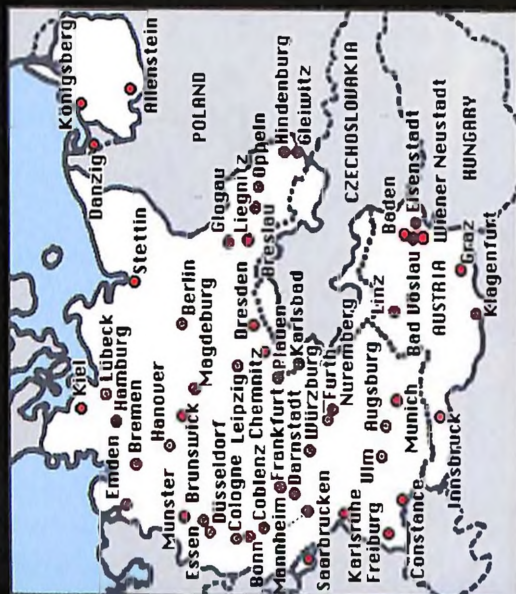 Königsberg
Allenstein
Danzig
POLAND
Stettin
Kiel
Lübeck
Hamburg
Emden
Bremen
Hanover
Berlin
Magdeburg
Munster
Brunswick
Essen
Düsseldorf
Cologne
Leipzig
Dresden
Glogau
Liegnitz
Breslau
Oppeln
Hindenburg
Gleiwitz
Bonn
Coblenz
Chemnitz
Frankfurt
Plauen
Karlsbad
Mannheim
Darnstadt
Würzburg
Saarbrucken
Furth
Nuremberg
CZECHOSLOVAKIA
Karlsruhe
Freiburg
Ulm
Augsburg
Munich
Constance
Innsbruck
Linz
Baden
Bad Vöslau
Eisenstadt
Wiener Neustadt
AUSTRIA
HUNGARY
Graz
Klagenfurt